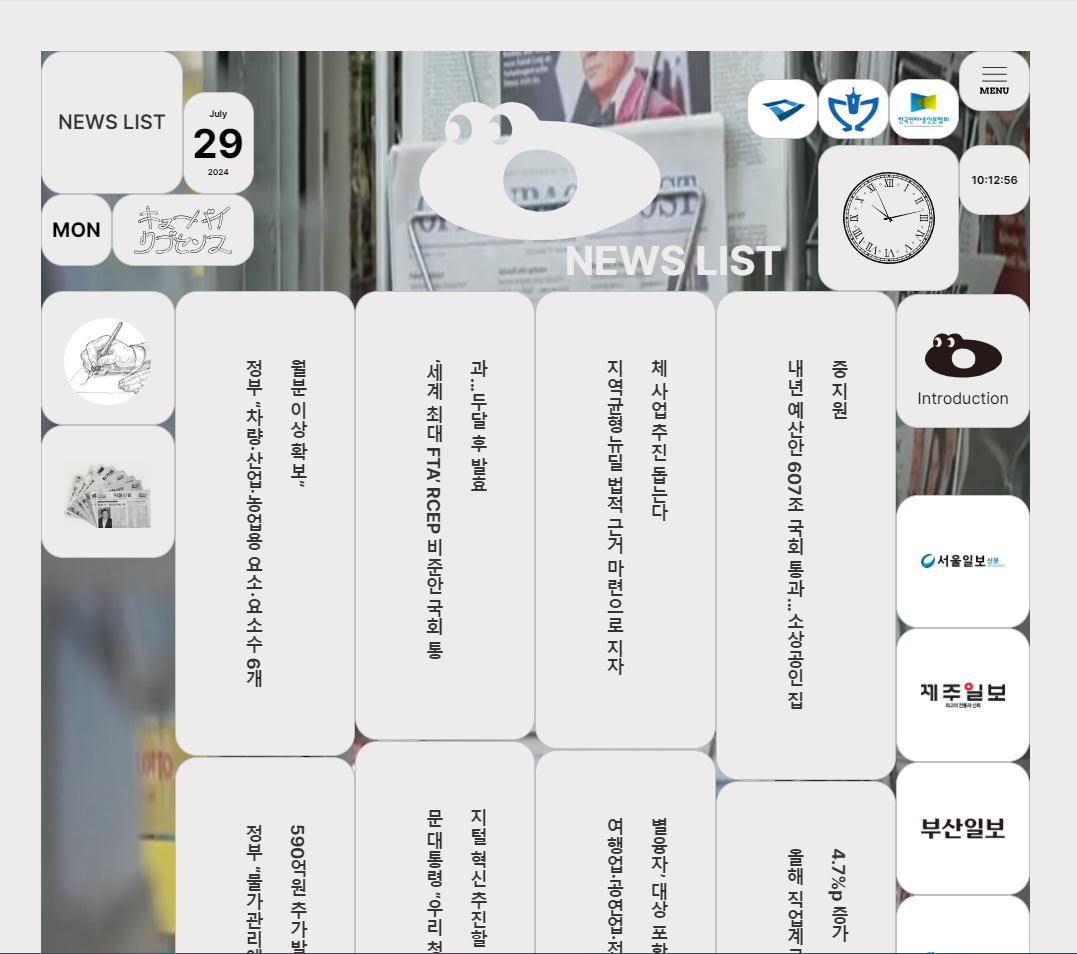 NEWS LIST
July
29
2024
MON
キューメイ
リブセンス
한국인터넷신문협회
MENU
10:12:56
NEWS LIST
정부 “차량·산업·농업용 요소·요소수 6개
월분 이상 확보”
‘세계 최대 FTA’ RCEP 비준안 국회 통
과…두달 후 발효
지역균형 뉴딜 법적 근거 마련으로 지자
체 사업 추진 돕는다
내년 예산안 607조 국회 통과…소상공인 집
중 지원
Introduction
서울일보 신문
제주일보
부산일보
정부 “물가관리에
590억원 추가 발
문 대통령 “우리 청
지털 혁신 추진할
여행업·공연업·전
별융자’ 대상 포함
올해 직업계고
4.7%p 증가